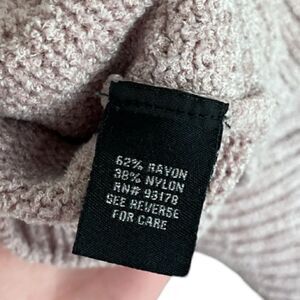 62% RAYON
38% NYLON
RN# 93178
SEE REVERSE
FOR CARE